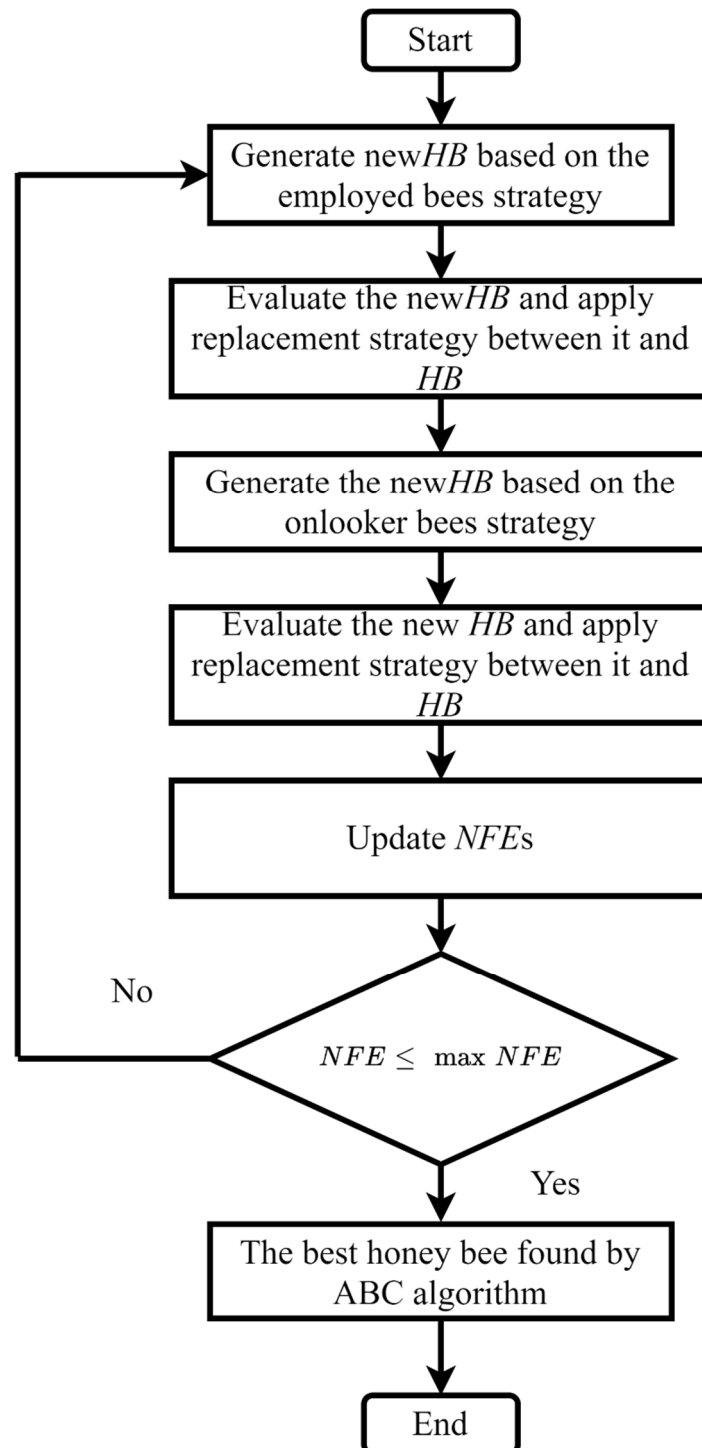 Start
Generate newHB based on the
employed bees strategy
Evaluate the newHB and apply
replacement strategy between it and
HB
Generate the newHB based on the
onlooker bees strategy
Evaluate the new HB and apply
replacement strategy between it and
HB
Update NFEs
No
NFE ≤ max NFE
Yes
The best honey bee found by
ABC algorithm
End